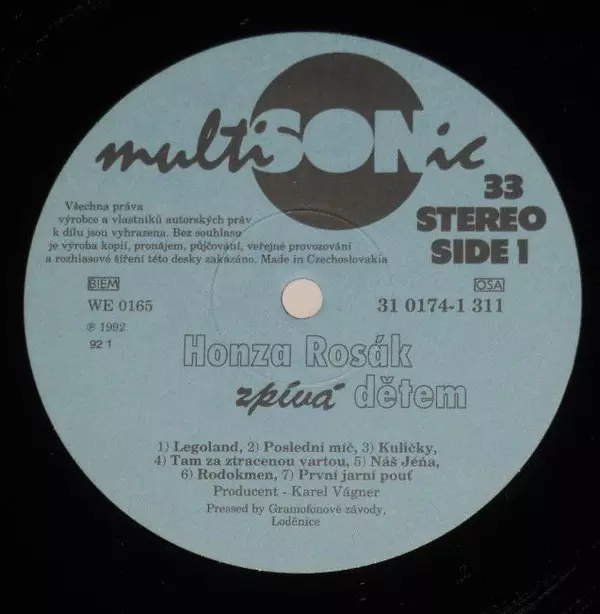 multiSONic
33
STEREO
SIDE 1
Všechna práva
výrobce a vlastníků autorských práv
k dílu jsou vyhrazena. Bez souhlasu
je výroba kopií, pronájem, půjčování, veřejné provozování
a rozhlasové šíření této desky zakázáno. Made in Czechoslovakia
BIEM
OSA
WE 0165
31 0174-1 311
℗ 1992
92 1
Honza Rosák
zpívá dětem
1) Legoland, 2) Poslední míč, 3) Kuličky,
4) Tam za ztracenou vartou, 5) Náš Jéňa,
6) Rodokmen, 7) První jarní pouť
Producent - Karel Vágner
Pressed by Gramofonové závody,
Loděnice